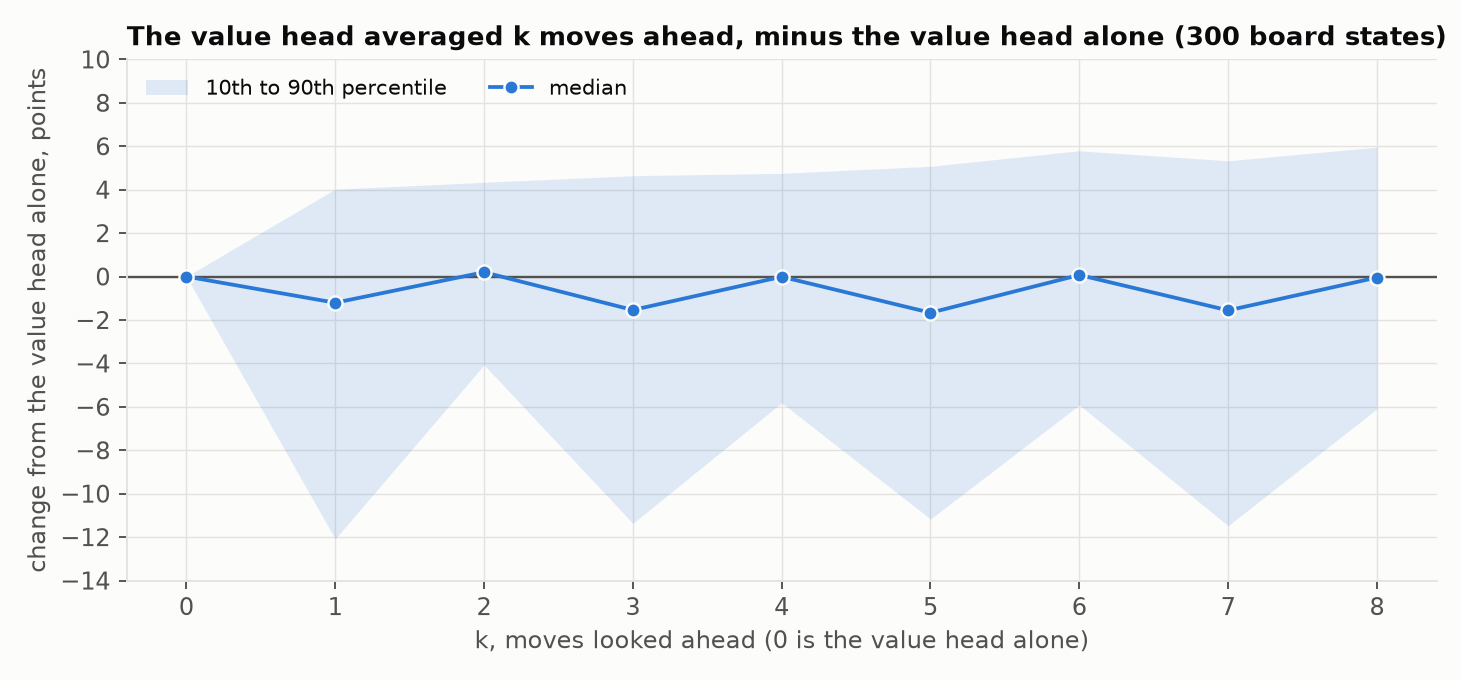 The value head averaged k moves ahead, minus the value head alone (300 board states)
10th to 90th percentile
median
change from the value head alone, points
10
8
6
4
2
0
−2
−4
−6
−8
−10
−12
−14
0 1 2 3 4 5 6 7 8
k, moves looked ahead (0 is the value head alone)